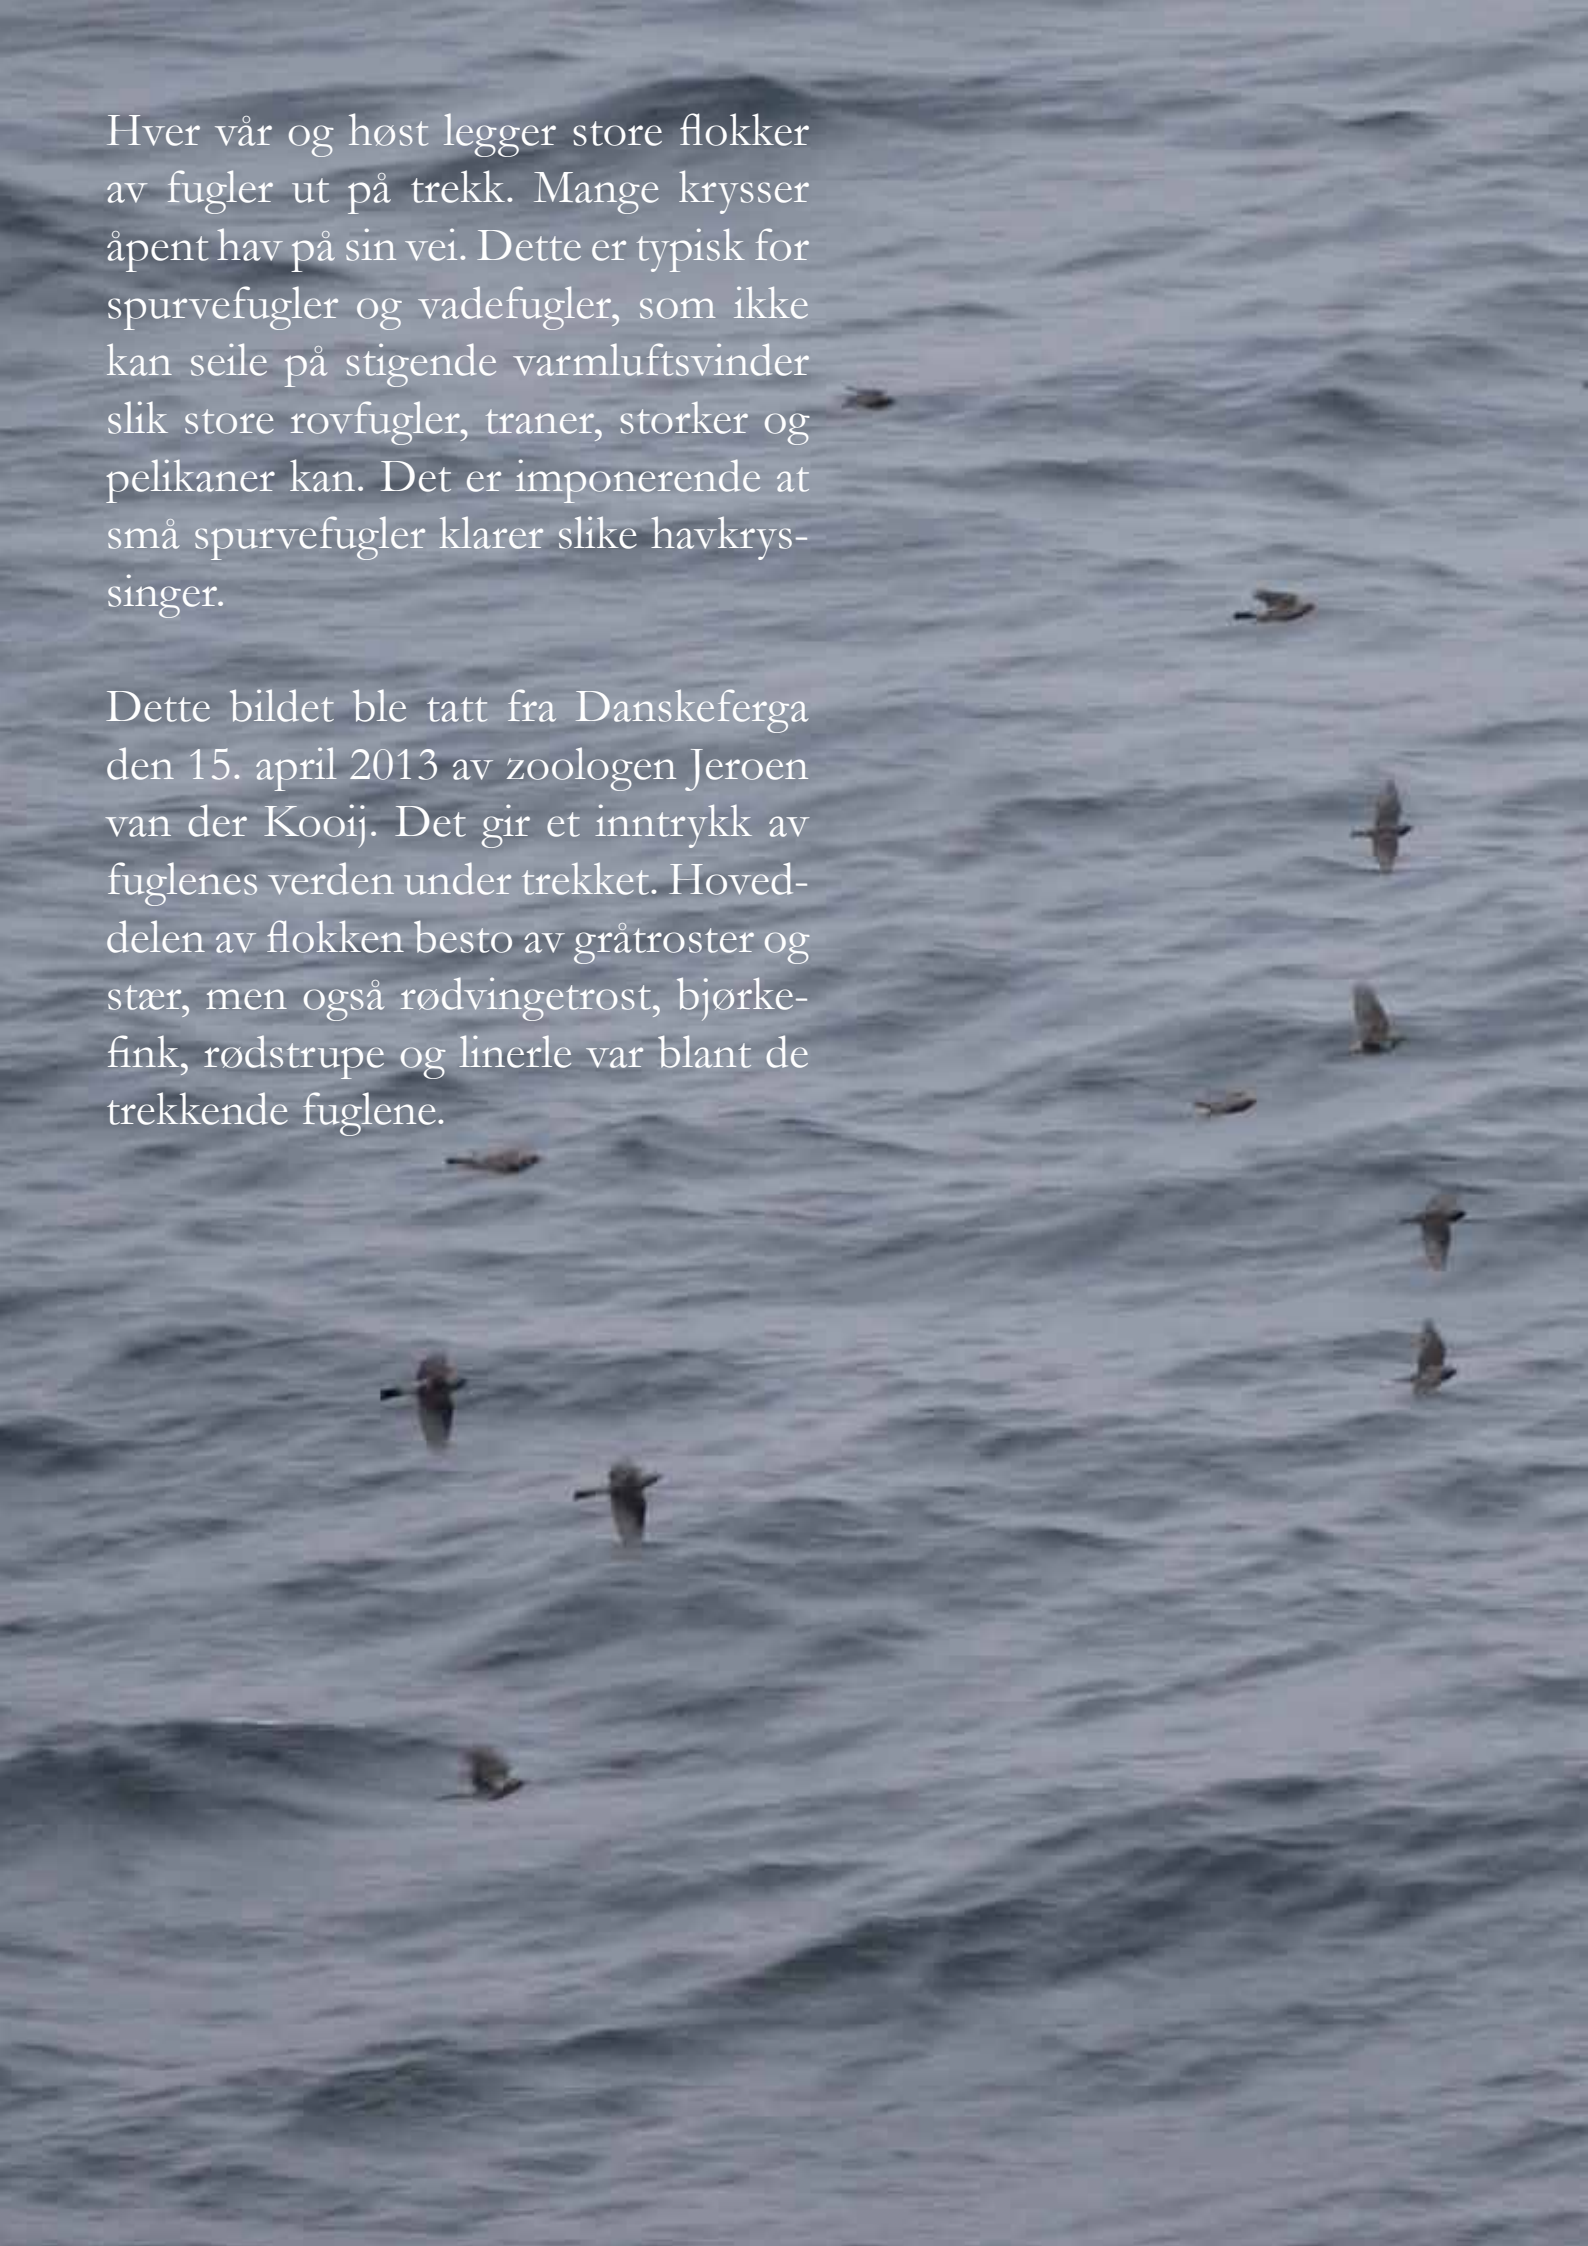 Hver vår og høst legger store flokker
av fugler ut på trekk. Mange krysser
åpent hav på sin vei. Dette er typisk for
spurvefugler og vadefugler, som ikke
kan seile på stigende varmluftsvinder
slik store rovfugler, traner, storker og
pelikaner kan. Det er imponerende at
små spurvefugler klarer slike havkrys-
singer.
Dette bildet ble tatt fra Danskeferga
den 15. april 2013 av zoologen Jeroen
van der Kooij. Det gir et inntrykk av
fuglenes verden under trekket. Hoved-
delen av flokken besto av gråtroster og
stær, men også rødvingetrost, bjørke-
fink, rødstrupe og linerle var blant de
trekkende fuglene.